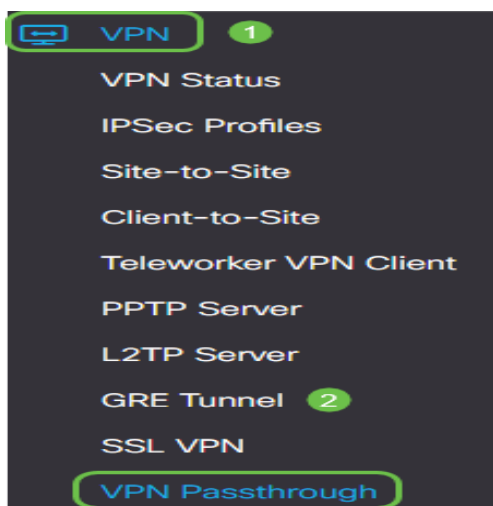 VPN 1
VPN Status
IPSec Profiles
Site-to-Site
Client-to-Site
Teleworker VPN Client
PPTP Server
L2TP Server
GRE Tunnel 2
SSL VPN
VPN Passthrough